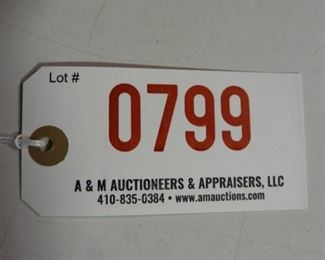 Lot #
0799
A & M AUCTIONEERS & APPRAISERS, LLC
410-835-0384 • www.amauctions.com